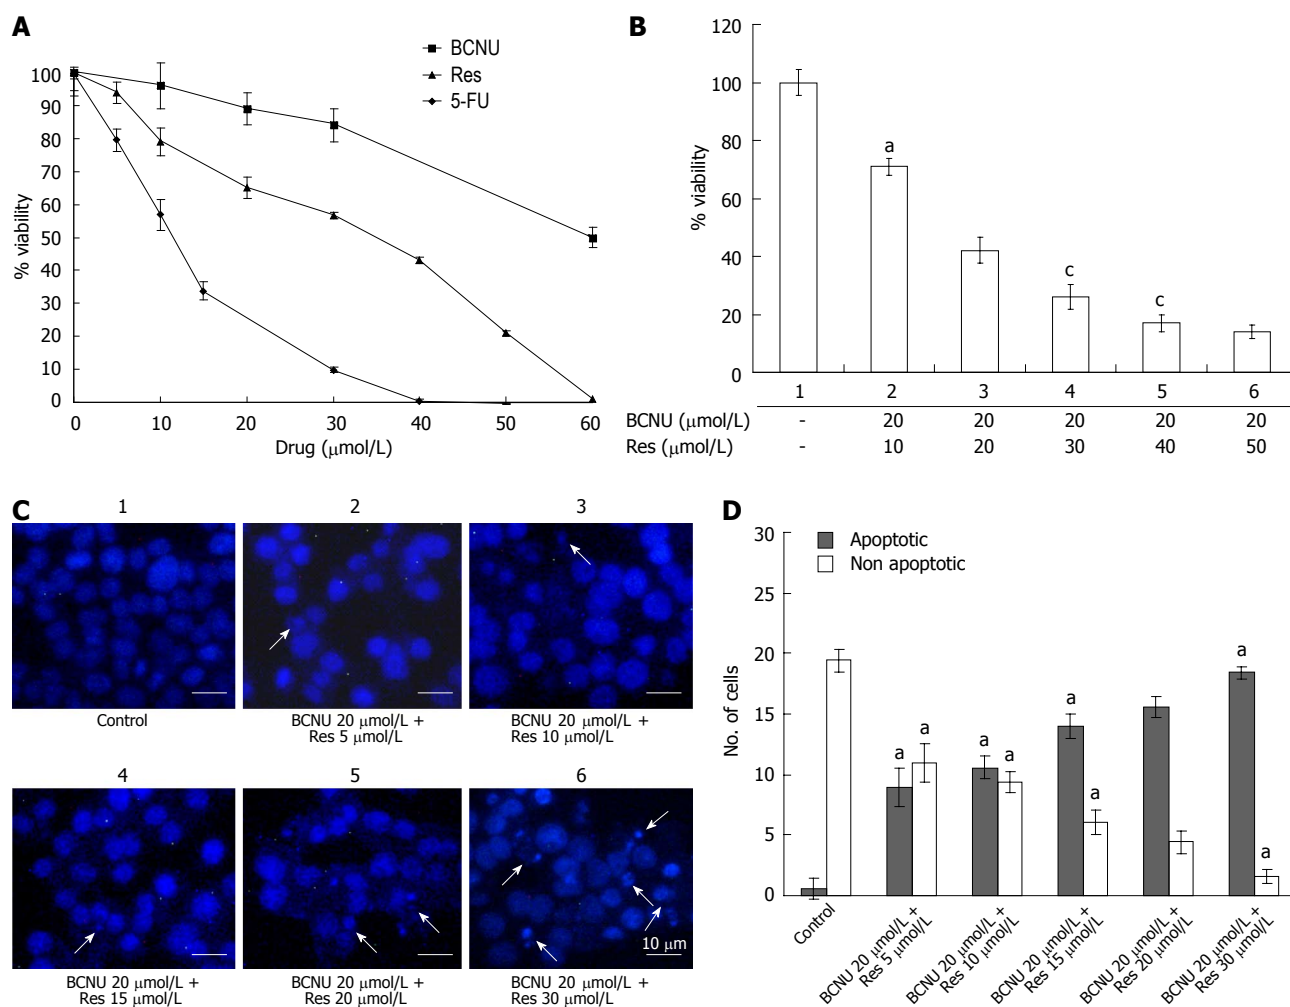 A
BCNU
Res
5-FU
100
90
80
70
60
50
40
30
20
10
0
% viability
0 10 20 30 40 50 60
Drug (μmol/L)
B
120
100
80
60
40
20
0
% viability
a
c
c
1 2 3 4 5 6
BCNU (μmol/L) - 20 20 20 20 20
Res (μmol/L) - 10 20 30 40 50
C
1 2 3
Control
BCNU 20 μmol/L +
Res 5 μmol/L
BCNU 20 μmol/L +
Res 10 μmol/L
4 5 6
10 μm
BCNU 20 μmol/L +
Res 15 μmol/L
BCNU 20 μmol/L +
Res 20 μmol/L
BCNU 20 μmol/L +
Res 30 μmol/L
D
Apoptotic
Non apoptotic
30
25
20
15
10
5
0
No. of cells
a a
a a
a
a
a
a
Control
BCNU 20 μmol/L +
Res 5 μmol/L
BCNU 20 μmol/L +
Res 10 μmol/L
BCNU 20 μmol/L +
Res 15 μmol/L
BCNU 20 μmol/L +
Res 20 μmol/L
BCNU 20 μmol/L +
Res 30 μmol/L